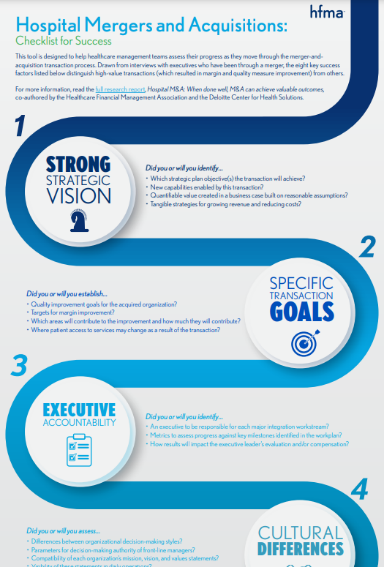 hfma
Hospital Mergers and Acquisitions:
Checklist for Success
This tool is designed to help healthcare management teams assess their progress as they move through the merger-and-
acquisition transaction process. Drawn from interviews with executives who have been through a merger, the eight key success
factors listed below distinguish high-value transactions (which resulted in margin and quality measure improvement) from others.
For more information, read the full research report, Hospital M&A: When done well, M&A can achieve valuable outcomes,
co-authored by the Healthcare Financial Management Association and the Deloitte Center for Health Solutions.
1
STRONG
STRATEGIC
VISION
Did you or will you identify...
• Which strategic plan objective(s) the transaction will achieve?
• New capabilities enabled by this transaction?
• Quantifiable value created in a business case built on reasonable assumptions?
• Tangible strategies for growing revenue and reducing costs?
2
SPECIFIC
TRANSACTION
GOALS
Did you or will you establish...
• Quality improvement goals for the acquired organization?
• Targets for margin improvement?
• Which areas will contribute to the improvement and how much they will contribute?
• Where patient access to services may change as a result of the transaction?
3
EXECUTIVE
ACCOUNTABILITY
Did you or will you identify...
• An executive to be responsible for each major integration workstream?
• Metrics to assess progress against key milestones identified in the workplan?
• How results will impact the executive leader's evaluation and/or compensation?
4
CULTURAL
DIFFERENCES
Did you or will you assess...
• Differences between organizational decision-making styles?
• Parameters for decision-making authority of front-line managers?
• Compatibility of each organization's mission, vision, and values statements?